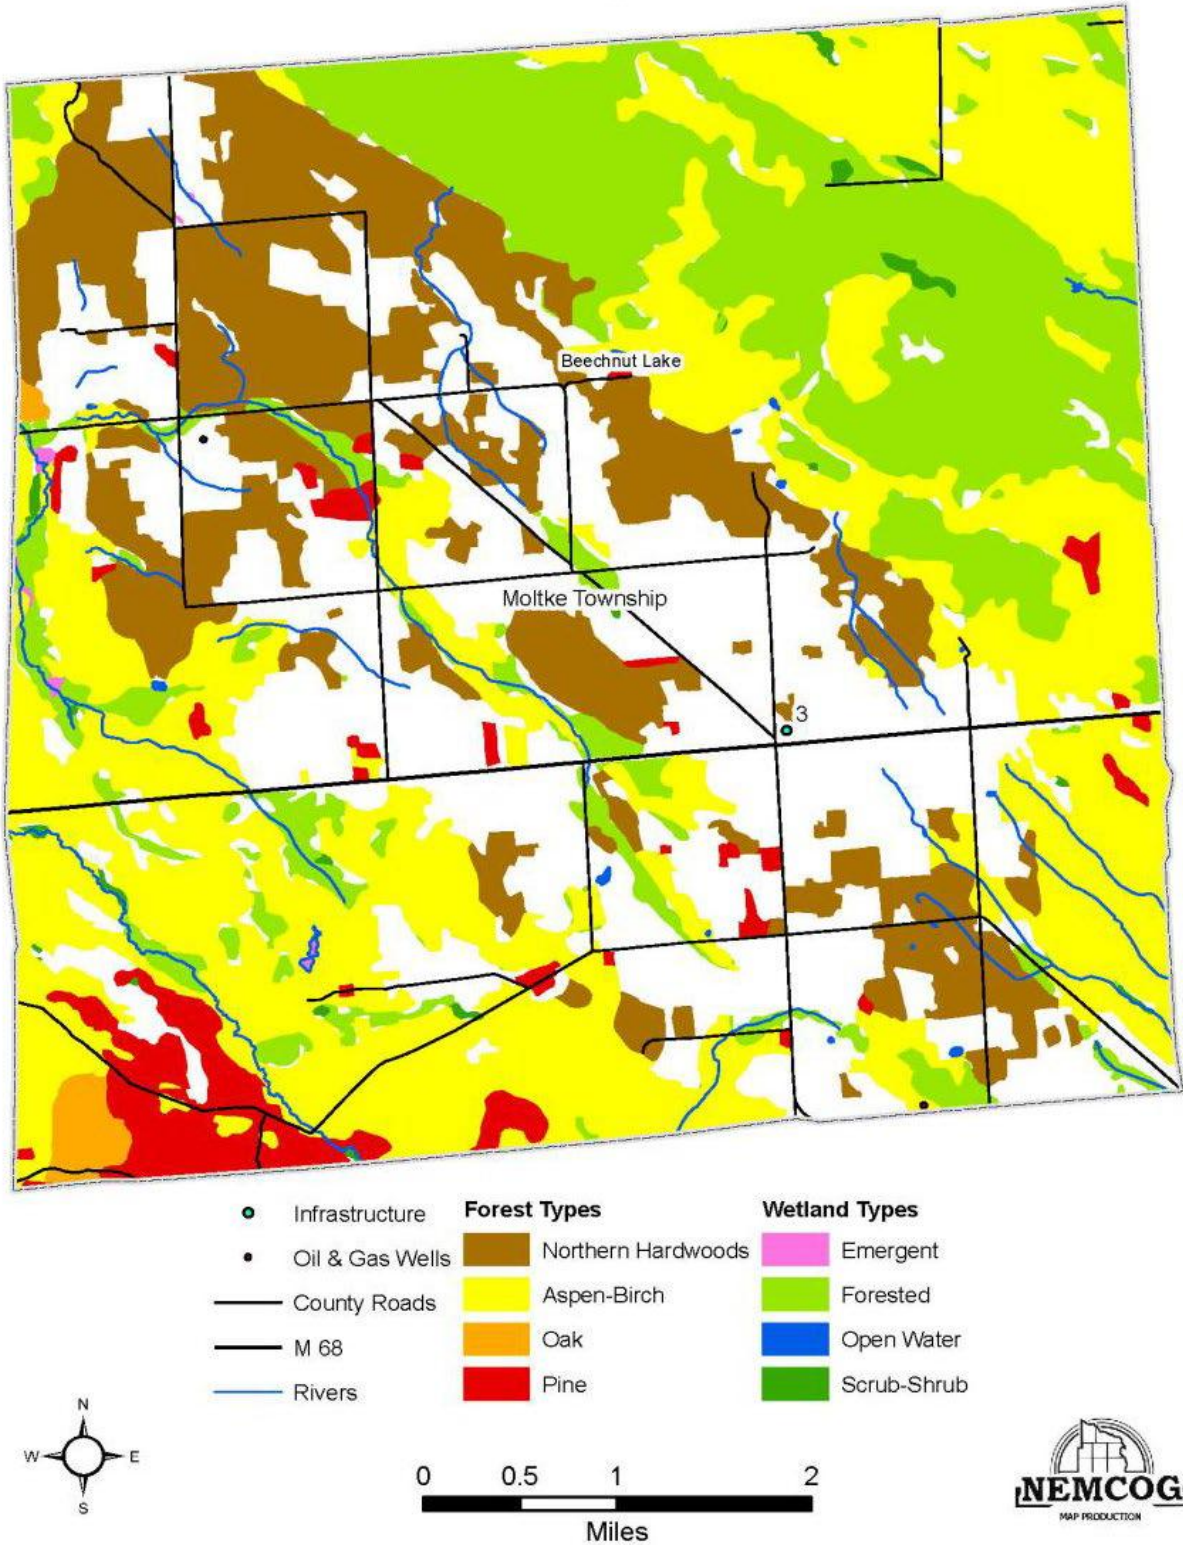 Beechnut Lake
Moltke Township
3
Infrastructure
Oil & Gas Wells
County Roads
M 68
Rivers
Forest Types
Northern Hardwoods
Aspen-Birch
Oak
Pine
Wetland Types
Emergent
Forested
Open Water
Scrub-Shrub
N
W E
S
0 0.5 1 2
Miles
NEMCOG
MAP PRODUCTION